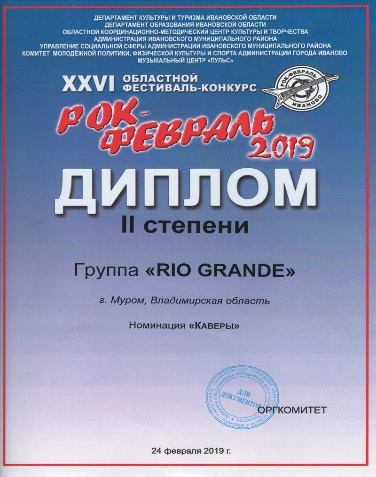 ДЕПАРТАМЕНТ КУЛЬТУРЫ И ТУРИЗМА ИВАНОВСКОЙ ОБЛАСТИ
ДЕПАРТАМЕНТ ОБРАЗОВАНИЯ ИВАНОВСКОЙ ОБЛАСТИ
ОБЛАСТНОЙ КООРДИНАЦИОННО-МЕТОДИЧЕСКИЙ ЦЕНТР КУЛЬТУРЫ И ТВОРЧЕСТВА
АДМИНИСТРАЦИЯ ИВАНОВСКОГО МУНИЦИПАЛЬНОГО РАЙОНА
УПРАВЛЕНИЕ СОЦИАЛЬНОЙ СФЕРЫ АДМИНИСТРАЦИИ ИВАНОВСКОГО МУНИЦИПАЛЬНОГО РАЙОНА
КОМИТЕТ МОЛОДЁЖНОЙ ПОЛИТИКИ, ФИЗИЧЕСКОЙ КУЛЬТУРЫ И СПОРТА АДМИНИСТРАЦИИ ГОРОДА ИВАНОВО
МУЗЫКАЛЬНЫЙ ЦЕНТР «ПУЛЬС»
XXVI ОБЛАСТНОЙ
ФЕСТИВАЛЬ-КОНКУРС
РОК-ФЕВРАЛЬ
ИВАНОВО
РОК-
ФЕВРАЛЬ
2019
ДИПЛОМ
II степени
Группа «RIO GRANDE»
г. Муром, Владимирская область
Номинация «КАВЕРЫ»
ДЛЯ
ДОКУМЕНТОВ
ОРГКОМИТЕТ
24 февраля 2019 г.